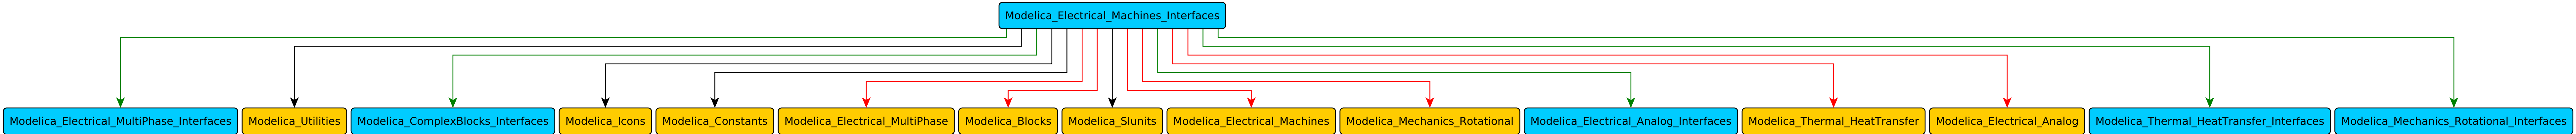 Modelica_Electrical_Machines_Interfaces
Modelica_Electrical_MultiPhase_Interfaces
Modelica_Utilities
Modelica_ComplexBlocks_Interfaces
Modelica_Icons
Modelica_Constants
Modelica_Electrical_MultiPhase
Modelica_Blocks
Modelica_SIunits
Modelica_Electrical_Machines
Modelica_Mechanics_Rotational
Modelica_Electrical_Analog_Interfaces
Modelica_Thermal_HeatTransfer
Modelica_Electrical_Analog
Modelica_Thermal_HeatTransfer_Interfaces
Modelica_Mechanics_Rotational_Interfaces